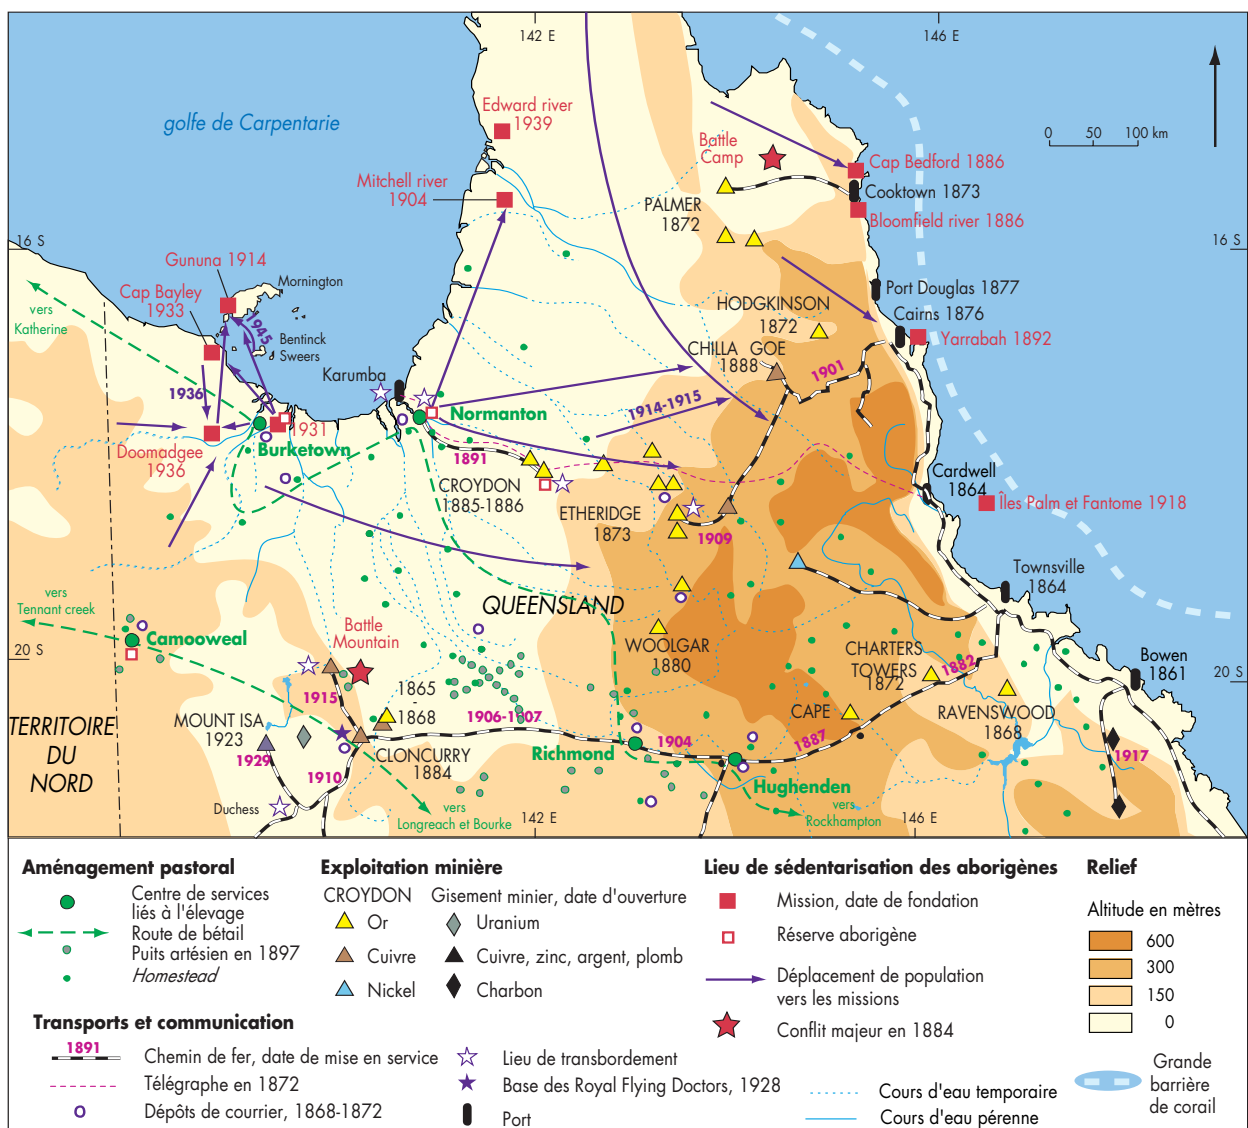 142 E
146 E
golfe de Carpentarie
Edward river
1939
Battle
Camp
0 50 100 km
Cap Bedford 1886
Mitchell river
1904
Cooktown 1873
PALMER
1872
Bloomfield river 1886
16 S
16 S
Gununa 1914
Mornington
Cap Bayley
1933
Port Douglas 1877
HODGKINSON
1872
vers
Katherine
1945
Cairns 1876
Bentinck
Sweers
CHILLA GOE
1888
Yarrabah 1892
Karumba
1901
1936
1914-1915
Normanton
1931
Doomadgee
1936
Burketown
1891
Cardwell
1864
CROYDON
1885-1886
Îles Palm et Fantome 1918
ETHERIDGE
1873
1909
Townsville
1864
vers
Tennant creek
QUEENSLAND
Camooweal
Battle
Mountain
WOOLGAR
1880
CHARTERS
TOWERS
1872
1882
20 S
Bowen
1861
20 S
1915
1865
-
1868
TERRITOIRE
DU
NORD
MOUNT ISA
1923
1906-1907
CAPE
RAVENSWOOD
1868
1929
1910
CLONCURRY
1884
Richmond
1904
1887
1917
Hughenden
Duchess
vers
Longreach et Bourke
142 E
vers
Rockhampton
146 E
Aménagement pastoral
Centre de services
liés à l'élevage
Route de bétail
Puits artésien en 1897
Homestead
Exploitation minière
CROYDON Gisement minier, date d'ouverture
Or
Uranium
Cuivre
Cuivre, zinc, argent, plomb
Nickel
Charbon
Lieu de sédentarisation des aborigènes
Mission, date de fondation
Réserve aborigène
Déplacement de population
vers les missions
Conflit majeur en 1884
Relief
Altitude en mètres
600
300
150
0
Transports et communication
1891
Chemin de fer, date de mise en service
Télégraphe en 1872
Dépôts de courrier, 1868-1872
Lieu de transbordement
Base des Royal Flying Doctors, 1928
Port
Cours d'eau temporaire
Cours d'eau pérenne
Grande
barrière
de corail